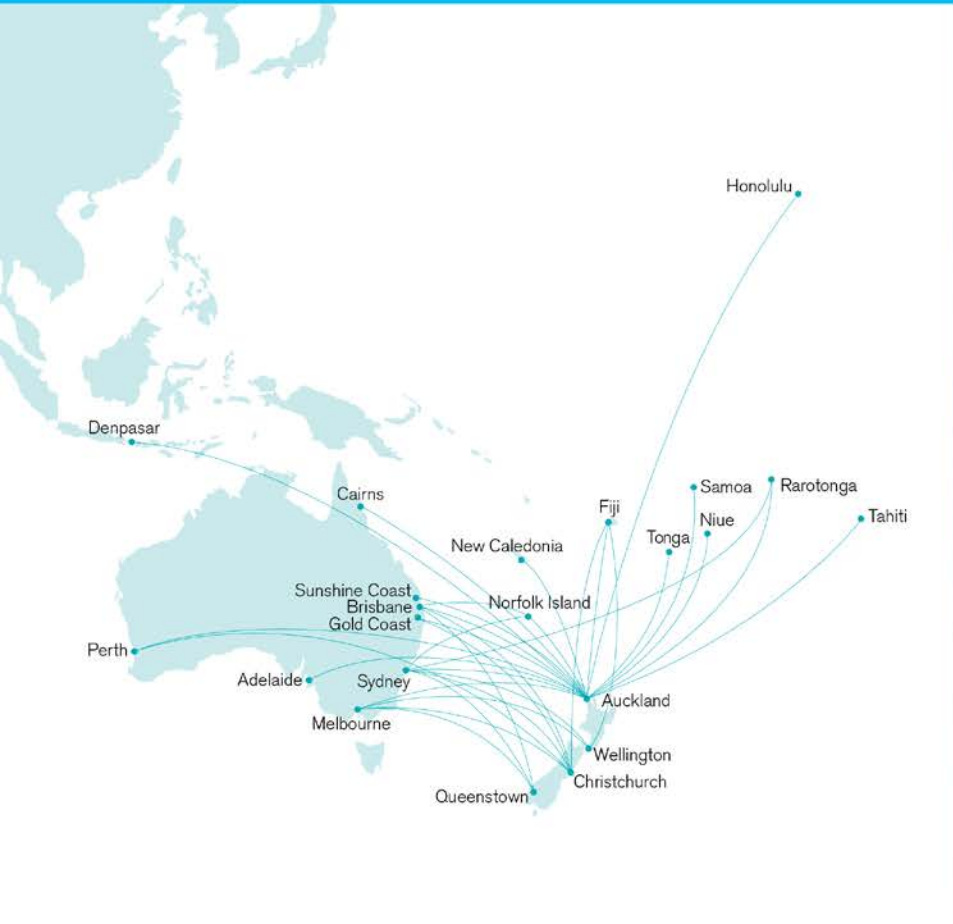 Honolulu
Denpasar
Cairns
Samoa
Rarotonga
Fiji
Tahiti
Niue
Tonga
New Caledonia
Sunshine Coast
Brisbane
Norfolk Island
Gold Coast
Perth
Adelaide
Sydney
Auckland
Melbourne
Wellington
Christchurch
Queenstown